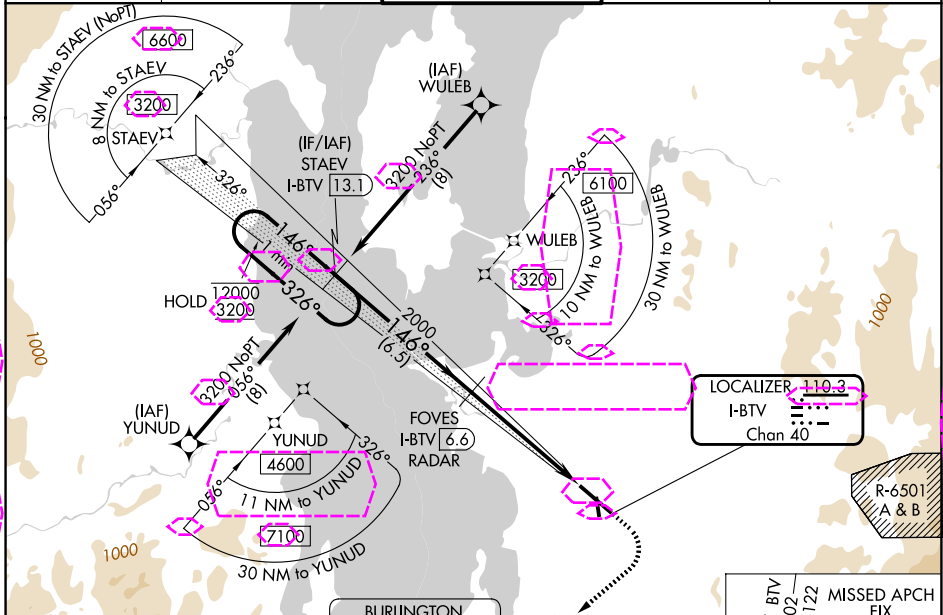 30 NM to STAEV (NoPT)
6600
236°
8 NM to STAEV
3200
STAEV
056°
326°
(IAF)
WULEB
(IF/IAF)
STAEV
I-BTV 13.1
3200 NoPT
236°
(8)
236°
6100
WULEB
3200
10 NM to WULEB
30 NM to WULEB
326°
146°
1 min
326°
HOLD 12000
3200
2000
146°
(6.5)
1000
1000
3200 NoPT
056°
(8)
(IAF)
YUNUD
FOVES
I-BTV 6.6
RADAR
LOCALIZER 110.3
I-BTV
Chan 40
YUNUD
326°
4600
056°
11 NM to YUNUD
7100
30 NM to YUNUD
1000
R-6501
A & B
BTV
122
MISSED APCH
FIX
BURLINGTON